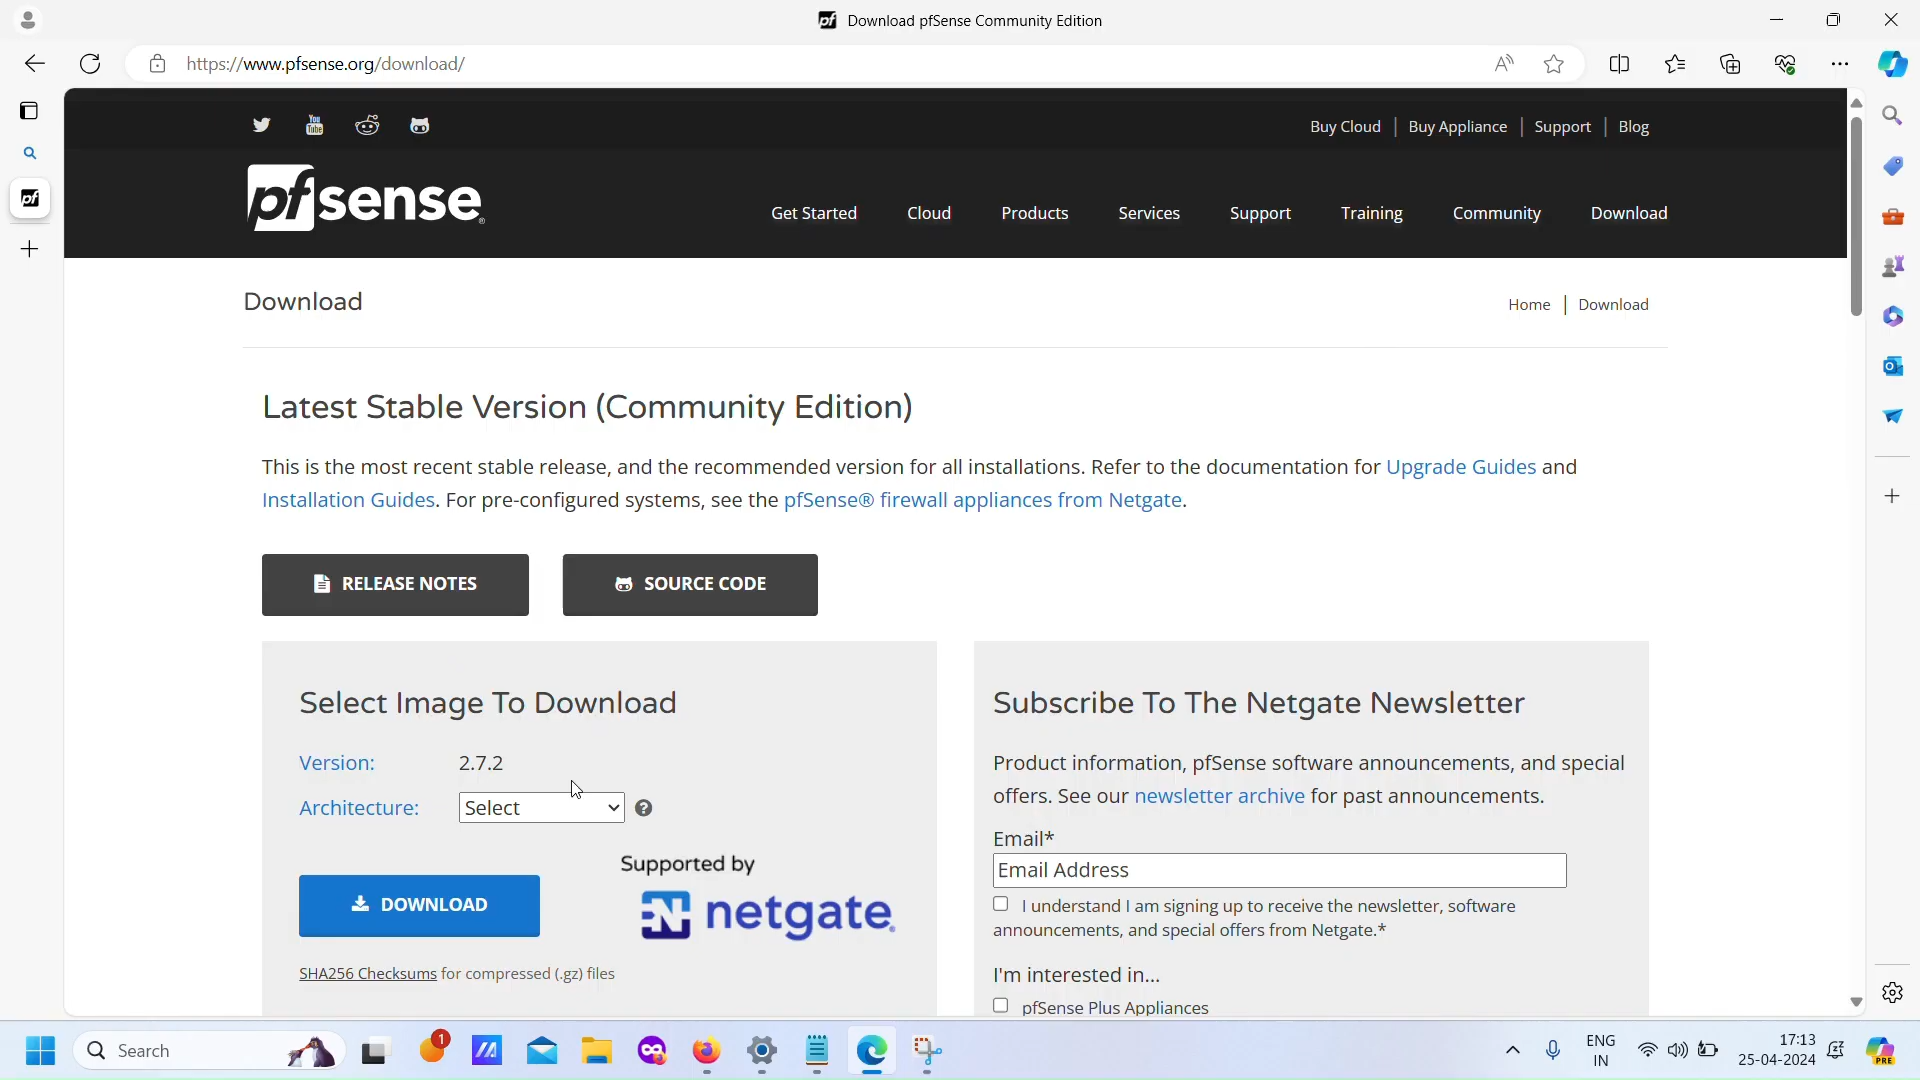 Download pfSense Community Edition
https://www.pfsense.org/download/
You Tube
Buy Cloud | Buy Appliance | Support | Blog
pfsense®
Get Started Cloud Products Services Support Training Community Download
Download
Home | Download
Latest Stable Version (Community Edition)
This is the most recent stable release, and the recommended version for all installations. Refer to the documentation for Upgrade Guides and
Installation Guides. For pre-configured systems, see the pfSense® firewall appliances from Netgate.
RELEASE NOTES
SOURCE CODE
Select Image To Download
Version: 2.7.2
Architecture: Select
Supported by
netgate®
DOWNLOAD
SHA256 Checksums for compressed (.gz) files
Subscribe To The Netgate Newsletter
Product information, pfSense software announcements, and special
offers. See our newsletter archive for past announcements.
Email*
Email Address
I understand I am signing up to receive the newsletter, software
announcements, and special offers from Netgate.*
I'm interested in...
pfSense Plus Appliances
Search
1
ENG
IN
17:13
25-04-2024
PRE